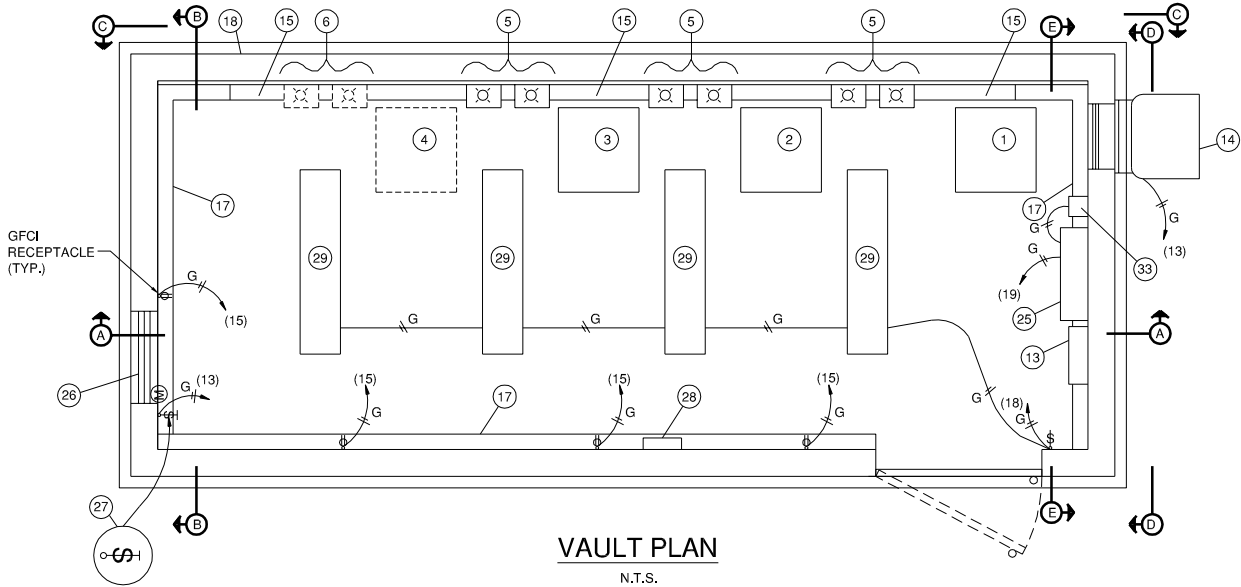 C B 18 15 6 5 15 5 5 E 15 D C
4 3 2 1 14
17 17
GFCI
RECEPTACLE
(TYP.)
G G G (13)
29 29 29 29 33
G (15) (19) 25
G G G
A A
13
26 M G (13) (15) 17 (15) 28 (15) G (18)
G G G G
S S
27 B E D
S
VAULT PLAN
N.T.S.